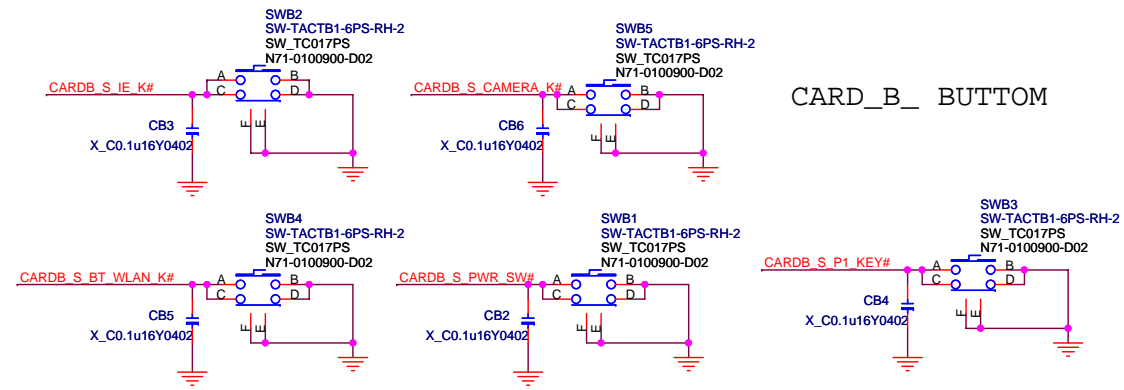 SWB2
SW-TACTB1-6PS-RH-2
SW_TC017PS
N71-0100900-D02
CARDB_S_IE_K#
A
B
C
D
F
E
CB3
X_C0.1u16Y0402
SWB5
SW-TACTB1-6PS-RH-2
SW_TC017PS
N71-0100900-D02
CARDB_S_CAMERA_K#
A
B
C
D
F
E
CB6
X_C0.1u16Y0402
CARD_B_ BUTTOM
SWB4
SW-TACTB1-6PS-RH-2
SW_TC017PS
N71-0100900-D02
CARDB_S_BT_WLAN_K#
A
B
C
D
F
E
CB5
X_C0.1u16Y0402
SWB1
SW-TACTB1-6PS-RH-2
SW_TC017PS
N71-0100900-D02
CARDB_S_PWR_SW#
A
B
C
D
F
E
CB2
X_C0.1u16Y0402
SWB3
SW-TACTB1-6PS-RH-2
SW_TC017PS
N71-0100900-D02
CARDB_S_P1_KEY#
A
B
C
D
F
E
CB4
X_C0.1u16Y0402